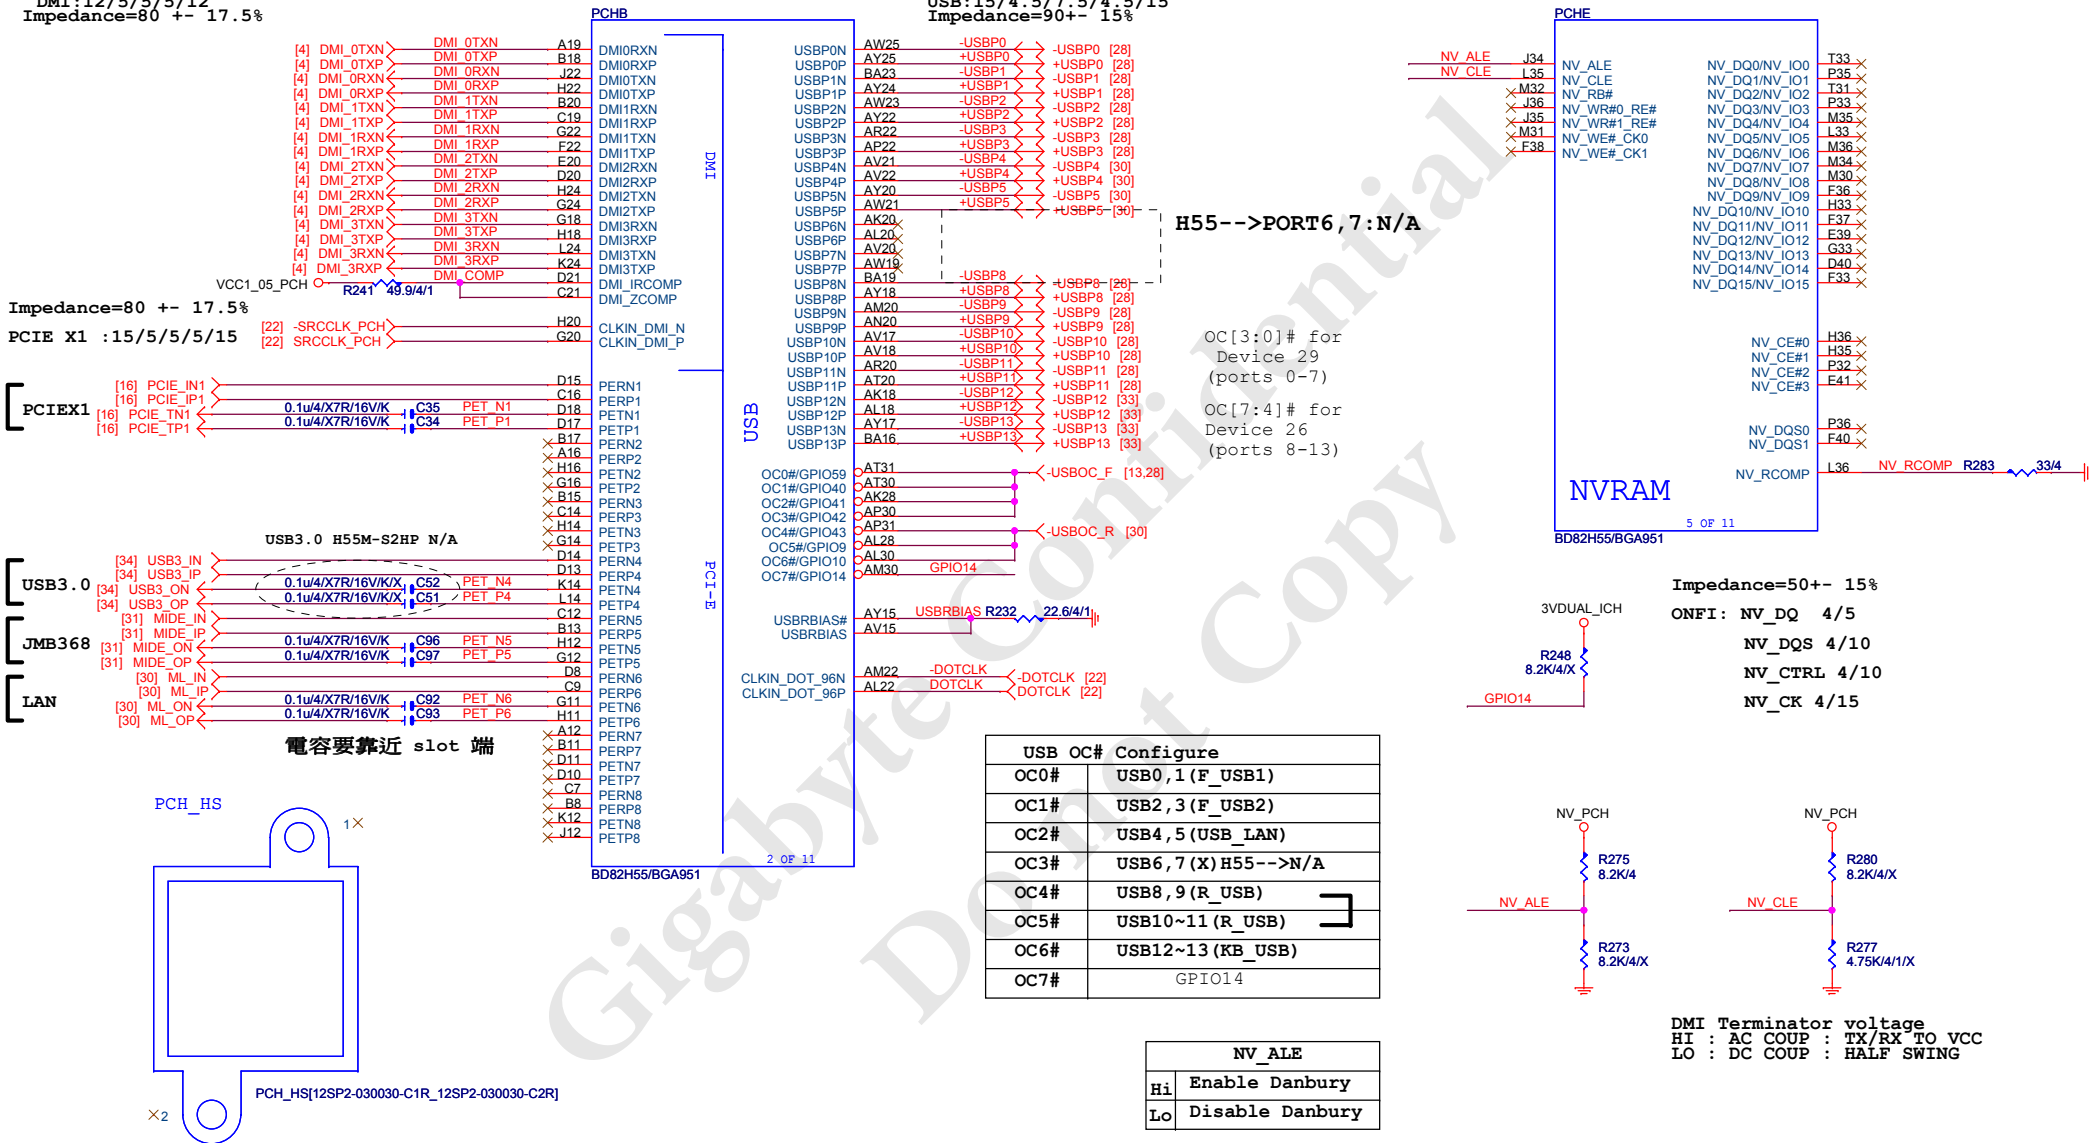 DMI:12/5/5/5/12
Impedance=80 +- 17.5%
PCHB
USB:15/4.5/7.5/4.5/15
Impedance=90+- 15%
PCHE
[4] DMI_0TXN DMI_0TXN A19 DMI0RXN
[4] DMI_0TXP DMI_0TXP B18 DMI0RXP
[4] DMI_0RXN DMI_0RXN J22 DMI0TXN
[4] DMI_0RXP DMI_0RXP H22 DMI0TXP
[4] DMI_1TXN DMI_1TXN B20 DMI1RXN
[4] DMI_1TXP DMI_1TXP C19 DMI1RXP
[4] DMI_1RXN DMI_1RXN G22 DMI1TXN
[4] DMI_1RXP DMI_1RXP F22 DMI1TXP
[4] DMI_2TXN DMI_2TXN E20 DMI2RXN
[4] DMI_2TXP DMI_2TXP D20 DMI2RXP
[4] DMI_2RXN DMI_2RXN H24 DMI2TXN
[4] DMI_2RXP DMI_2RXP G24 DMI2TXP
[4] DMI_3TXN DMI_3TXN G18 DMI3RXN
[4] DMI_3TXP DMI_3TXP H18 DMI3RXP
[4] DMI_3RXN DMI_3RXN L24 DMI3TXN
[4] DMI_3RXP DMI_3RXP K24 DMI3TXP
VCC1_05_PCH R241 49.9/4/1 DMI_COMP D21 DMI_IRCOMP
C21 DMI_ZCOMP
Impedance=80 +- 17.5%
PCIE X1 :15/5/5/5/15
[22] -SRCCLK_PCH H20 CLKIN_DMI_N
[22] SRCCLK_PCH G20 CLKIN_DMI_P
DMI
PCIEX1
[16] PCIE_IN1 D15 PERN1
[16] PCIE_IP1 C16 PERP1
[16] PCIE_TN1 0.1u/4/X7R/16V/K C35 PET_N1 D18 PETN1
[16] PCIE_TP1 0.1u/4/X7R/16V/K C34 PET_P1 D17 PETP1
B17 PERN2
A16 PERP2
H16 PETN2
G16 PETP2
B15 PERN3
C14 PERP3
H14 PETN3
G14 PETP3
USB3.0 H55M-S2HP N/A
USB3.0
[34] USB3_IN D14 PERN4
[34] USB3_IP D13 PERP4
[34] USB3_ON 0.1u/4/X7R/16V/K/X C52 PET_N4 K14 PETN4
[34] USB3_OP 0.1u/4/X7R/16V/K/X C51 PET_P4 L14 PETP4
JMB368
[31] MIDE_IN C12 PERN5
[31] MIDE_IP B13 PERP5
[31] MIDE_ON 0.1u/4/X7R/16V/K C96 PET_N5 H12 PETN5
[31] MIDE_OP 0.1u/4/X7R/16V/K C97 PET_P5 G12 PETP5
LAN
[30] ML_IN D8 PERN6
[30] ML_IP C9 PERP6
[30] ML_ON 0.1u/4/X7R/16V/K C92 PET_N6 G11 PETN6
[30] ML_OP 0.1u/4/X7R/16V/K C93 PET_P6 H11 PETP6
電容要靠近 slot 端
A12 PERN7
B11 PERP7
D11 PETN7
D10 PETP7
C7 PERN8
B8 PERP8
K12 PETN8
J12 PETP8
PCI-E
USB
2 OF 11
BD82H55/BGA951
USBP0N AW25 -USBP0 -USBP0 [28]
USBP0P AY25 +USBP0 +USBP0 [28]
USBP1N BA23 -USBP1 -USBP1 [28]
USBP1P AY24 +USBP1 +USBP1 [28]
USBP2N AW23 -USBP2 -USBP2 [28]
USBP2P AY22 +USBP2 +USBP2 [28]
USBP3N AR22 -USBP3 -USBP3 [28]
USBP3P AP22 +USBP3 +USBP3 [28]
USBP4N AV21 -USBP4 -USBP4 [30]
USBP4P AV22 +USBP4 +USBP4 [30]
USBP5N AY20 -USBP5 -USBP5 [30]
USBP5P AW21 +USBP5 +USBP5 [30]
USBP6N AK20
USBP6P AL20
USBP7N AV20
USBP7P AW19
H55-->PORT6,7:N/A
USBP8N BA19 -USBP8 -USBP8 [28]
USBP8P AY18 +USBP8 +USBP8 [28]
USBP9N AM20 -USBP9 -USBP9 [28]
USBP9P AN20 +USBP9 +USBP9 [28]
USBP10N AV17 -USBP10 -USBP10 [28]
USBP10P AV18 +USBP10 +USBP10 [28]
USBP11N AR20 -USBP11 -USBP11 [28]
USBP11P AT20 +USBP11 +USBP11 [28]
USBP12N AK18 -USBP12 -USBP12 [33]
USBP12P AL18 +USBP12 +USBP12 [33]
USBP13N AY17 -USBP13 -USBP13 [33]
USBP13P BA16 +USBP13 +USBP13 [33]
OC[3:0]# for
Device 29
(ports 0-7)
OC[7:4]# for
Device 26
(ports 8-13)
OC0#/GPIO59 AT31 -USBOC_F [13,28]
OC1#/GPIO40 AT30
OC2#/GPIO41 AK28
OC3#/GPIO42 AP30
OC4#/GPIO43 AP31 -USBOC_R [30]
OC5#/GPIO9 AL28
OC6#/GPIO10 AL30
OC7#/GPIO14 AM30 GPIO14
USBRBIAS# AY15 USBRBIAS R232 22.6/4/1
USBRBIAS AV15
CLKIN_DOT_96N AM22 -DOTCLK -DOTCLK [22]
CLKIN_DOT_96P AL22 DOTCLK DOTCLK [22]
NV_ALE J34 NV_ALE
NV_CLE L35 NV_CLE
M32 NV_RB#
J36 NV_WR#0_RE#
J35 NV_WR#1_RE#
M31 NV_WE#_CK0
F38 NV_WE#_CK1
NV_DQ0/NV_IO0 T33
NV_DQ1/NV_IO1 P35
NV_DQ2/NV_IO2 T31
NV_DQ3/NV_IO3 P33
NV_DQ4/NV_IO4 M35
NV_DQ5/NV_IO5 L33
NV_DQ6/NV_IO6 M36
NV_DQ7/NV_IO7 M34
NV_DQ8/NV_IO8 M30
NV_DQ9/NV_IO9 F36
NV_DQ10/NV_IO10 H33
NV_DQ11/NV_IO11 F37
NV_DQ12/NV_IO12 E39
NV_DQ13/NV_IO13 G33
NV_DQ14/NV_IO14 D40
NV_DQ15/NV_IO15 F33
NV_CE#0 H36
NV_CE#1 H35
NV_CE#2 P32
NV_CE#3 E41
NV_DQS0 P36
NV_DQS1 F40
NV_RCOMP L36 NV_RCOMP R283 33/4
NVRAM
5 OF 11
BD82H55/BGA951
Impedance=50+- 15%
ONFI: NV_DQ 4/5
NV_DQS 4/10
NV_CTRL 4/10
NV_CK 4/15
3VDUAL_ICH
R248
8.2K/4/X
GPIO14
USB OC# Configure
OC0# USB0,1(F_USB1)
OC1# USB2,3(F_USB2)
OC2# USB4,5(USB_LAN)
OC3# USB6,7(X)H55-->N/A
OC4# USB8,9(R_USB)
OC5# USB10~11(R_USB)
OC6# USB12~13(KB_USB)
OC7# GPIO14
NV_PCH
R275
8.2K/4
NV_ALE
R273
8.2K/4/X
NV_PCH
R280
8.2K/4/X
NV_CLE
R277
4.75K/4/1/X
DMI Terminator voltage
HI : AC COUP : TX/RX TO VCC
LO : DC COUP : HALF SWING
NV_ALE
Hi Enable Danbury
Lo Disable Danbury
PCH_HS
1
2
PCH_HS[12SP2-030030-C1R_12SP2-030030-C2R]
Gigabyte Confidential
Do not Copy